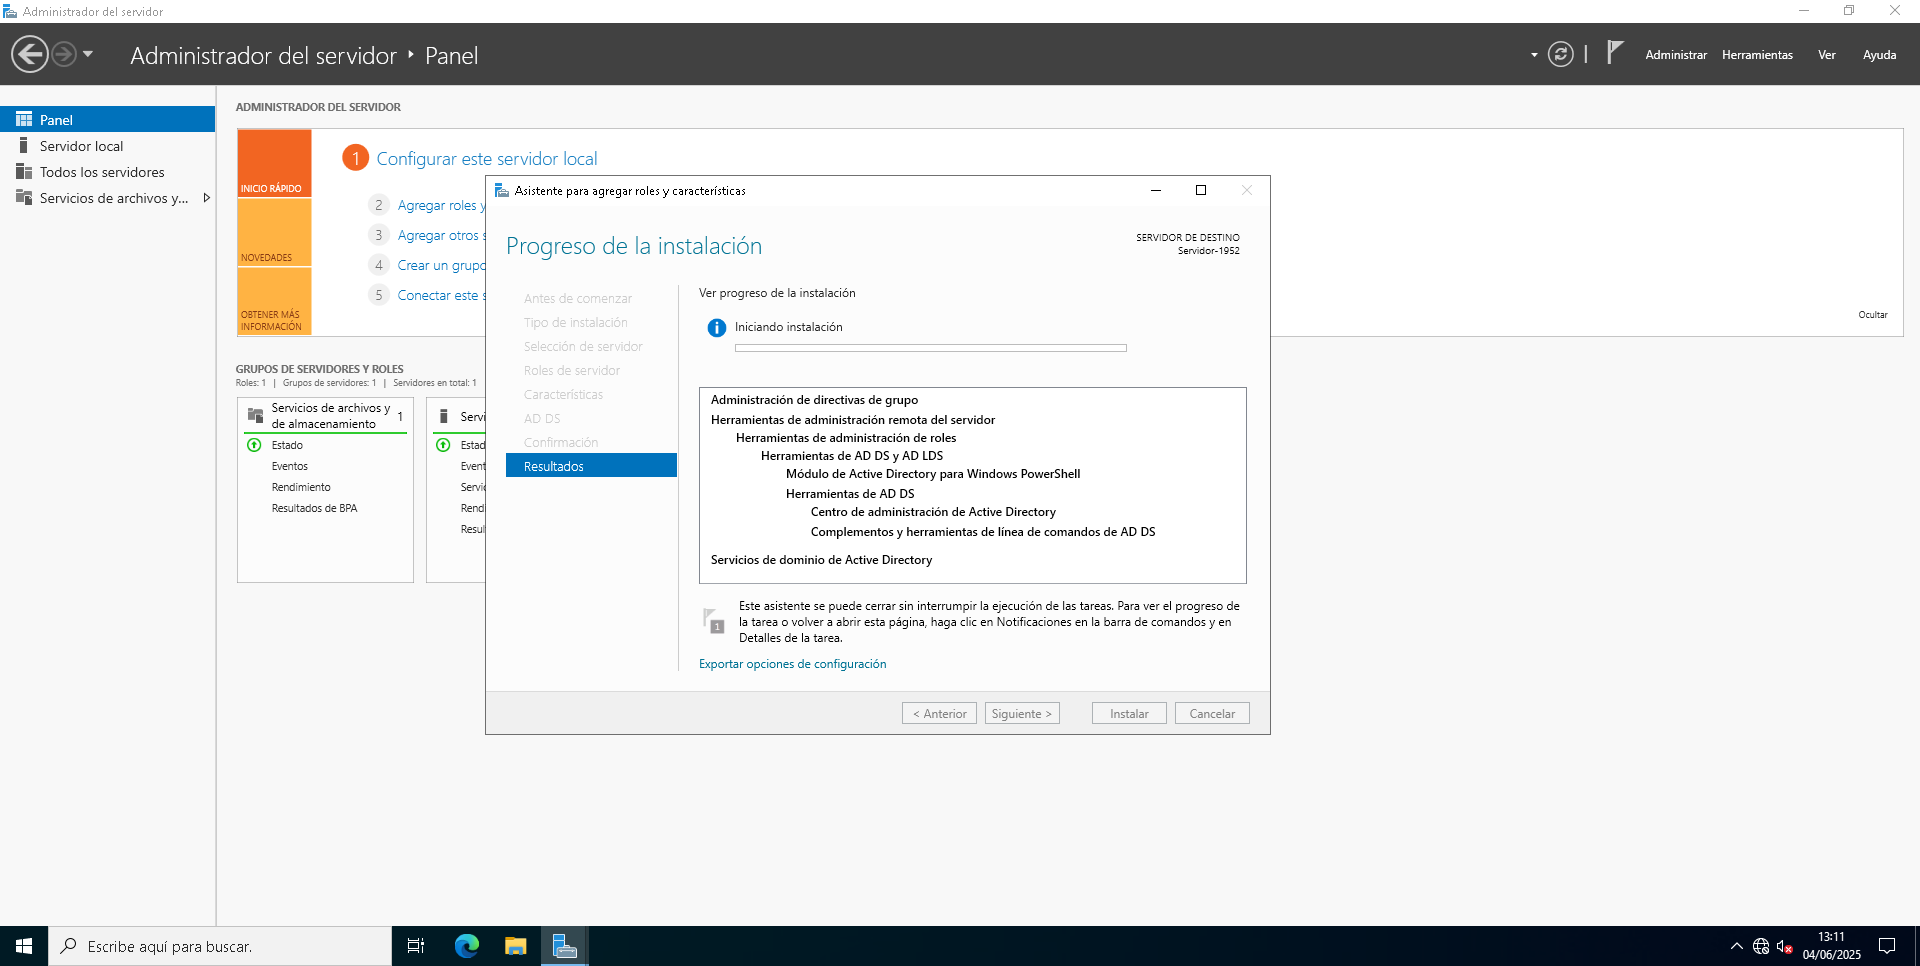 Administrador del servidor
Administrador del servidor ‣ Panel
Administrar
Herramientas
Ver
Ayuda
Panel
Servidor local
Todos los servidores
Servicios de archivos y...
ADMINISTRADOR DEL SERVIDOR
INICIO RÁPIDO
NOVEDADES
OBTENER MÁS
INFORMACIÓN
1 Configurar este servidor local
2 Agregar roles y
3 Agregar otros s
4 Crear un grupo
5 Conectar este s
Ocultar
GRUPOS DE SERVIDORES Y ROLES
Roles: 1 | Grupos de servidores: 1 | Servidores en total: 1
Servicios de archivos y
de almacenamiento
1
Estado
Eventos
Rendimiento
Resultados de BPA
Servi
Estad
Event
Servic
Rend
Resul
Asistente para agregar roles y características
Progreso de la instalación
SERVIDOR DE DESTINO
Servidor-1952
Antes de comenzar
Tipo de instalación
Selección de servidor
Roles de servidor
Características
AD DS
Confirmación
Resultados
Ver progreso de la instalación
Iniciando instalación
Administración de directivas de grupo
Herramientas de administración remota del servidor
Herramientas de administración de roles
Herramientas de AD DS y AD LDS
Módulo de Active Directory para Windows PowerShell
Herramientas de AD DS
Centro de administración de Active Directory
Complementos y herramientas de línea de comandos de AD DS
Servicios de dominio de Active Directory
1
Este asistente se puede cerrar sin interrumpir la ejecución de las tareas. Para ver el progreso de
la tarea o volver a abrir esta página, haga clic en Notificaciones en la barra de comandos y en
Detalles de la tarea.
Exportar opciones de configuración
< Anterior
Siguiente >
Instalar
Cancelar
Escribe aquí para buscar.
13:11
04/06/2025